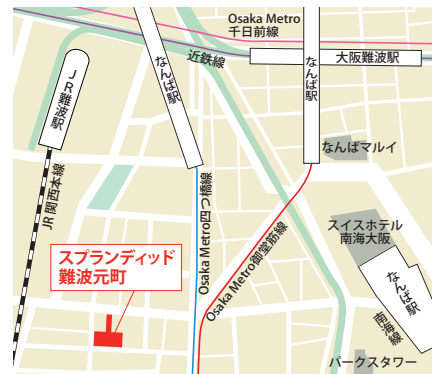 Osaka Metro
千日前線
近鉄線
大阪難波駅
なんば駅
なんば駅
JR難波駅
なんばマルイ
JR関西本線
Osaka Metro四つ橋線
Osaka Metro御堂筋線
スイスホテル
南海大阪
なんば駅
南海線
スプランディッド
難波元町
パークスタワー